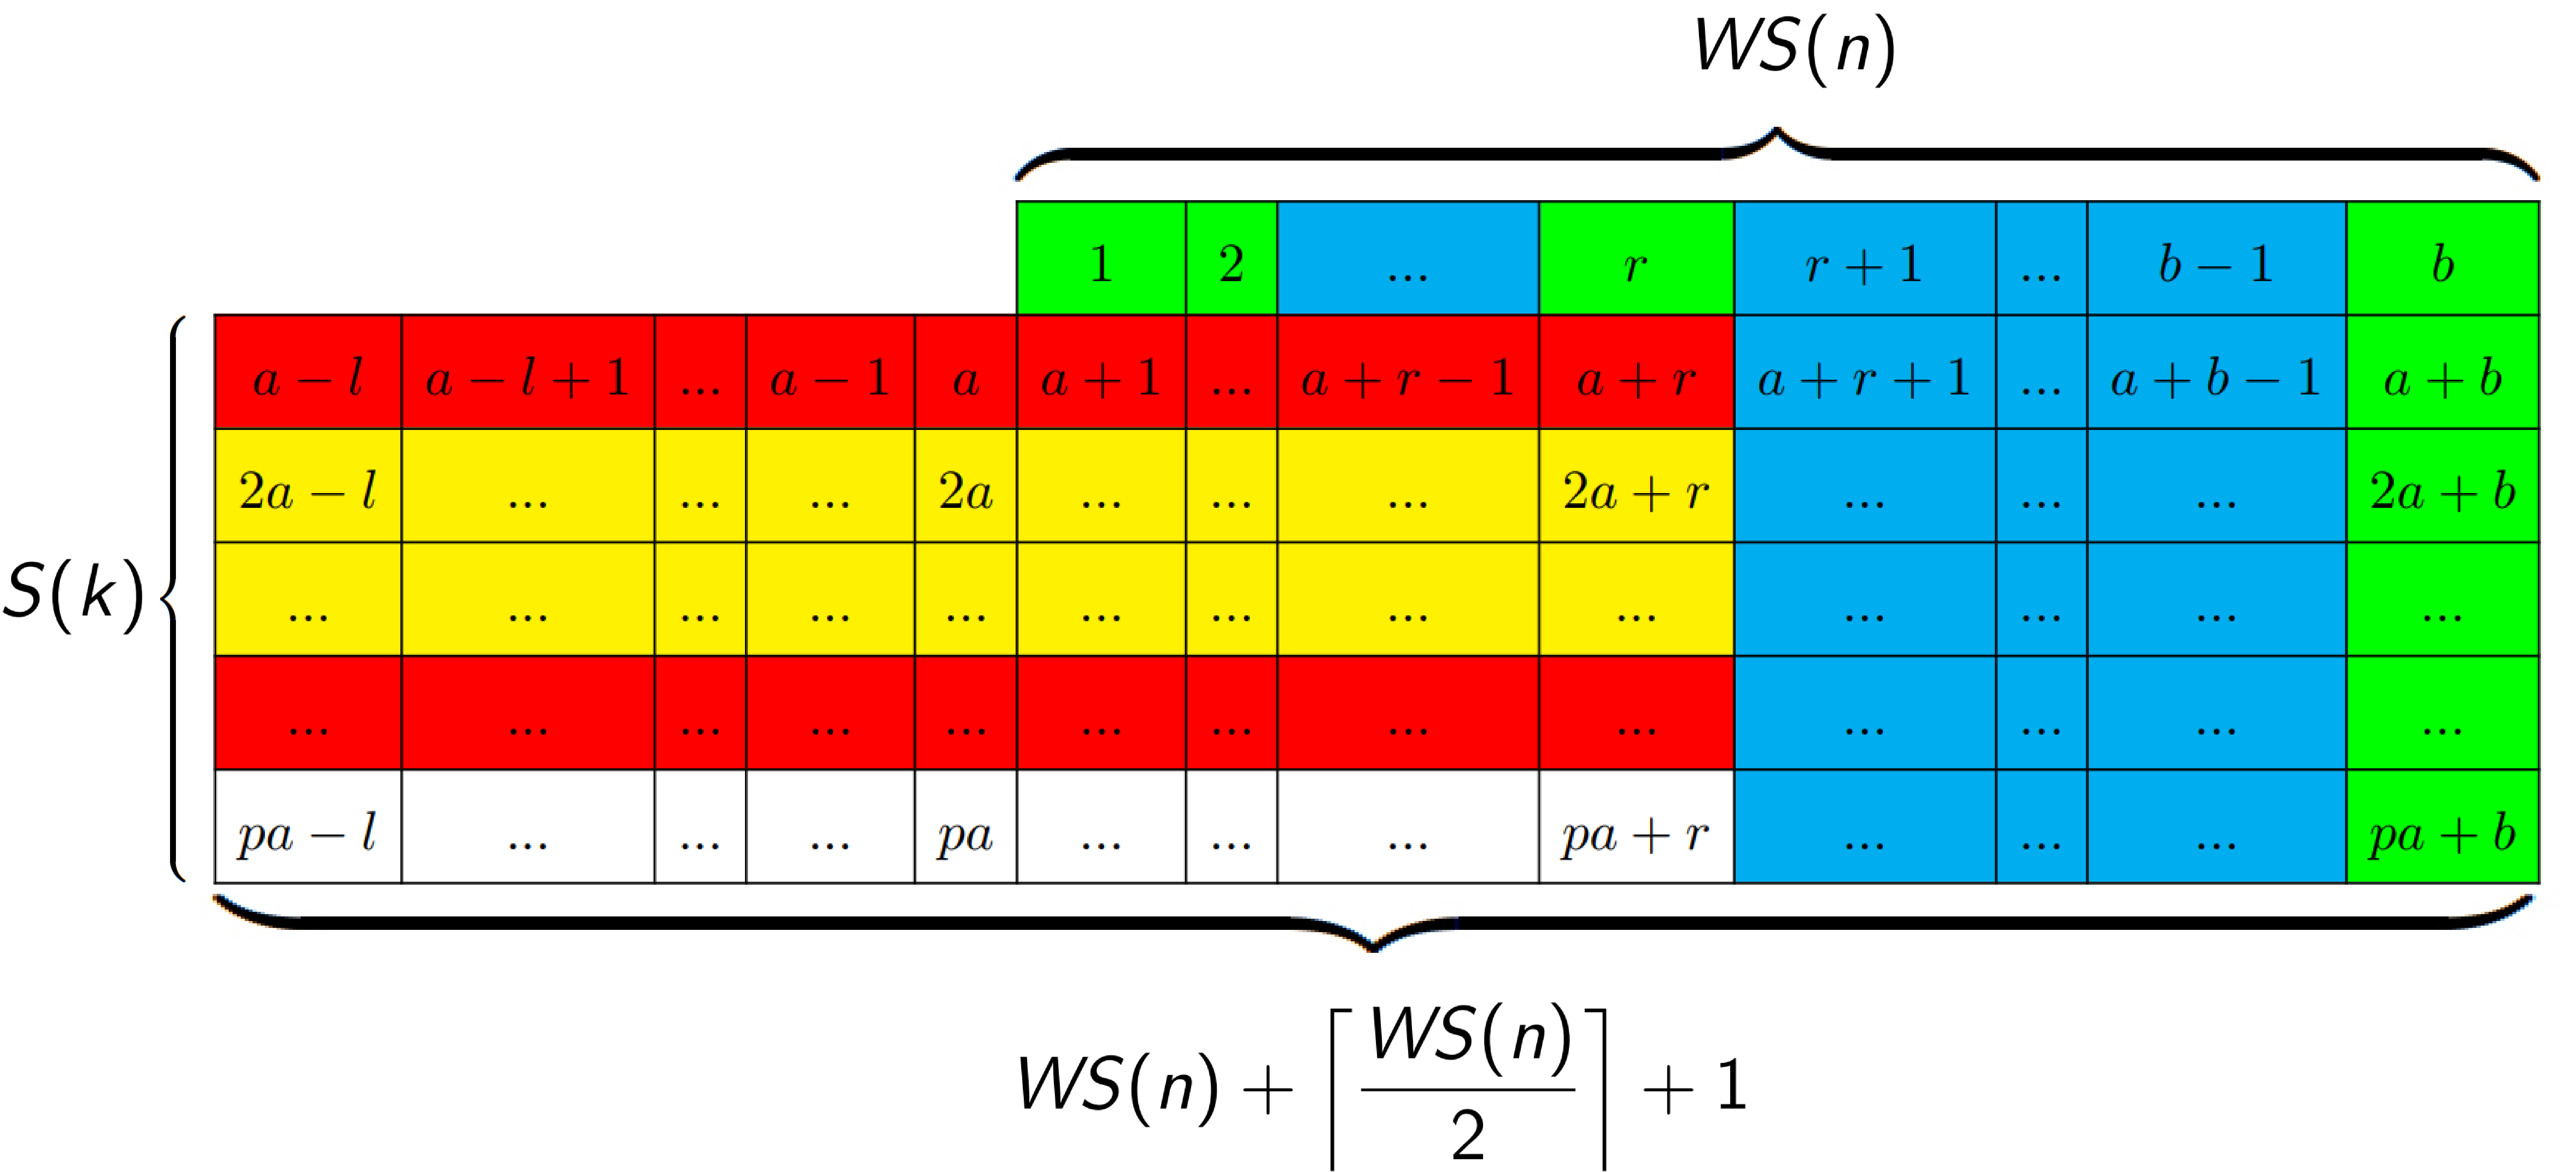 WS(n)
1 2 ... r r + 1 ... b − 1 b
a − l a − l + 1 ... a − 1 a a + 1 ... a + r − 1 a + r a + r + 1 ... a + b − 1 a + b
2a − l ... ... ... 2a ... ... ... 2a + r ... ... ... 2a + b
S(k) ... ... ... ... ... ... ... ... ... ... ... ... ...
... ... ... ... ... ... ... ... ... ... ... ... ...
pa − l ... ... ... pa ... ... ... pa + r ... ... ... pa + b
WS(n) + ⌈WS(n)/2⌉ + 1